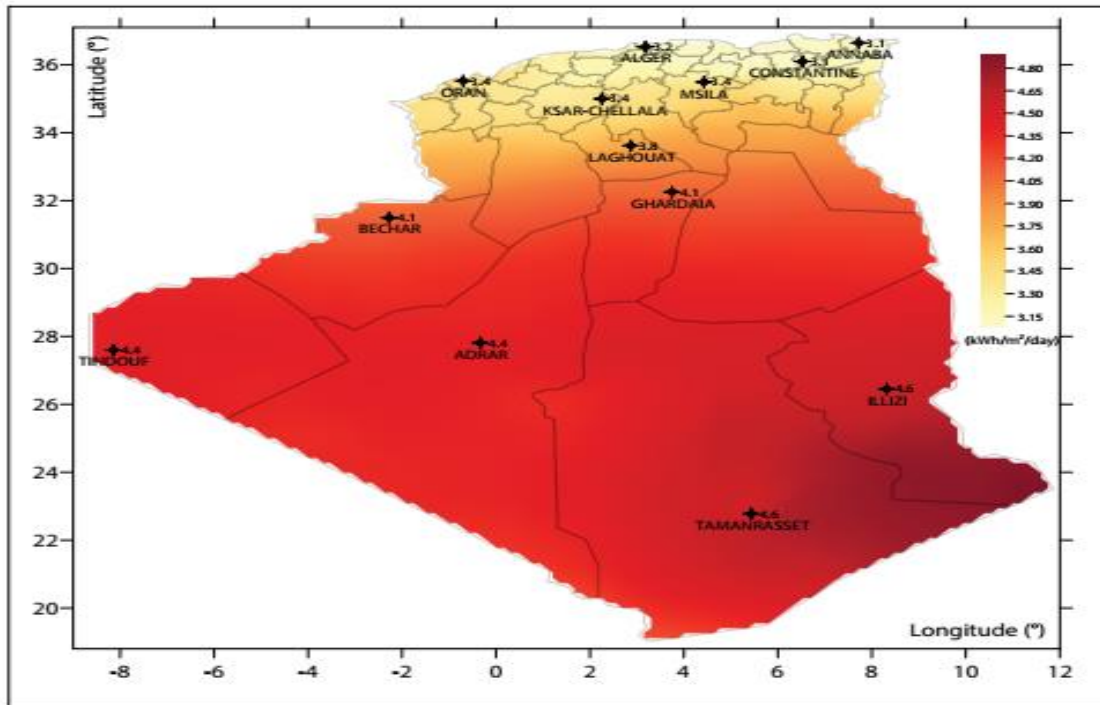 Latitude (°)
36
34
32
30
28
26
24
22
20
3.2
ALGER
3.1
ANNABA
3.1
CONSTANTINE
3.4
ORAN
3.4
MSILA
3.4
KSAR-CHELLALA
3.8
LAGHOUAT
4.1
GHARDAIA
4.1
BECHAR
4.4
TINDOUF
4.4
ADRAR
4.6
ILLIZI
4.6
TAMANRASSET
4.80
4.65
4.50
4.35
4.20
4.05
3.90
3.75
3.60
3.45
3.30
3.15
(kWh/m²/day)
Longitude (°)
-8 -6 -4 -2 0 2 4 6 8 10 12